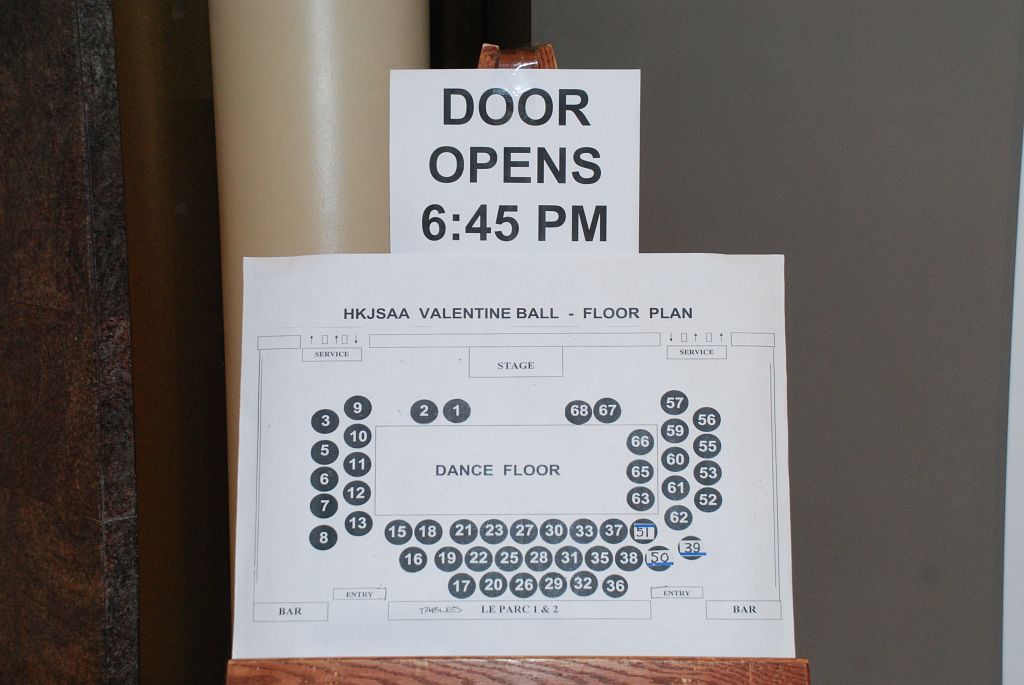 DOOR
OPENS
6:45 PM
HKJSAA VALENTINE BALL - FLOOR PLAN
SERVICE
SERVICE
STAGE
3
5
6
7
8
9
10
11
12
13
2 1
68 67
DANCE FLOOR
66
65
63
57
59
60
61
62
56
55
53
52
15 18 21 23 27 30 33 37 51
16 19 22 25 28 31 35 38 50 39
17 20 26 29 32 36
ENTRY
ENTRY
BAR
TABLES LE PARC 1 & 2
BAR